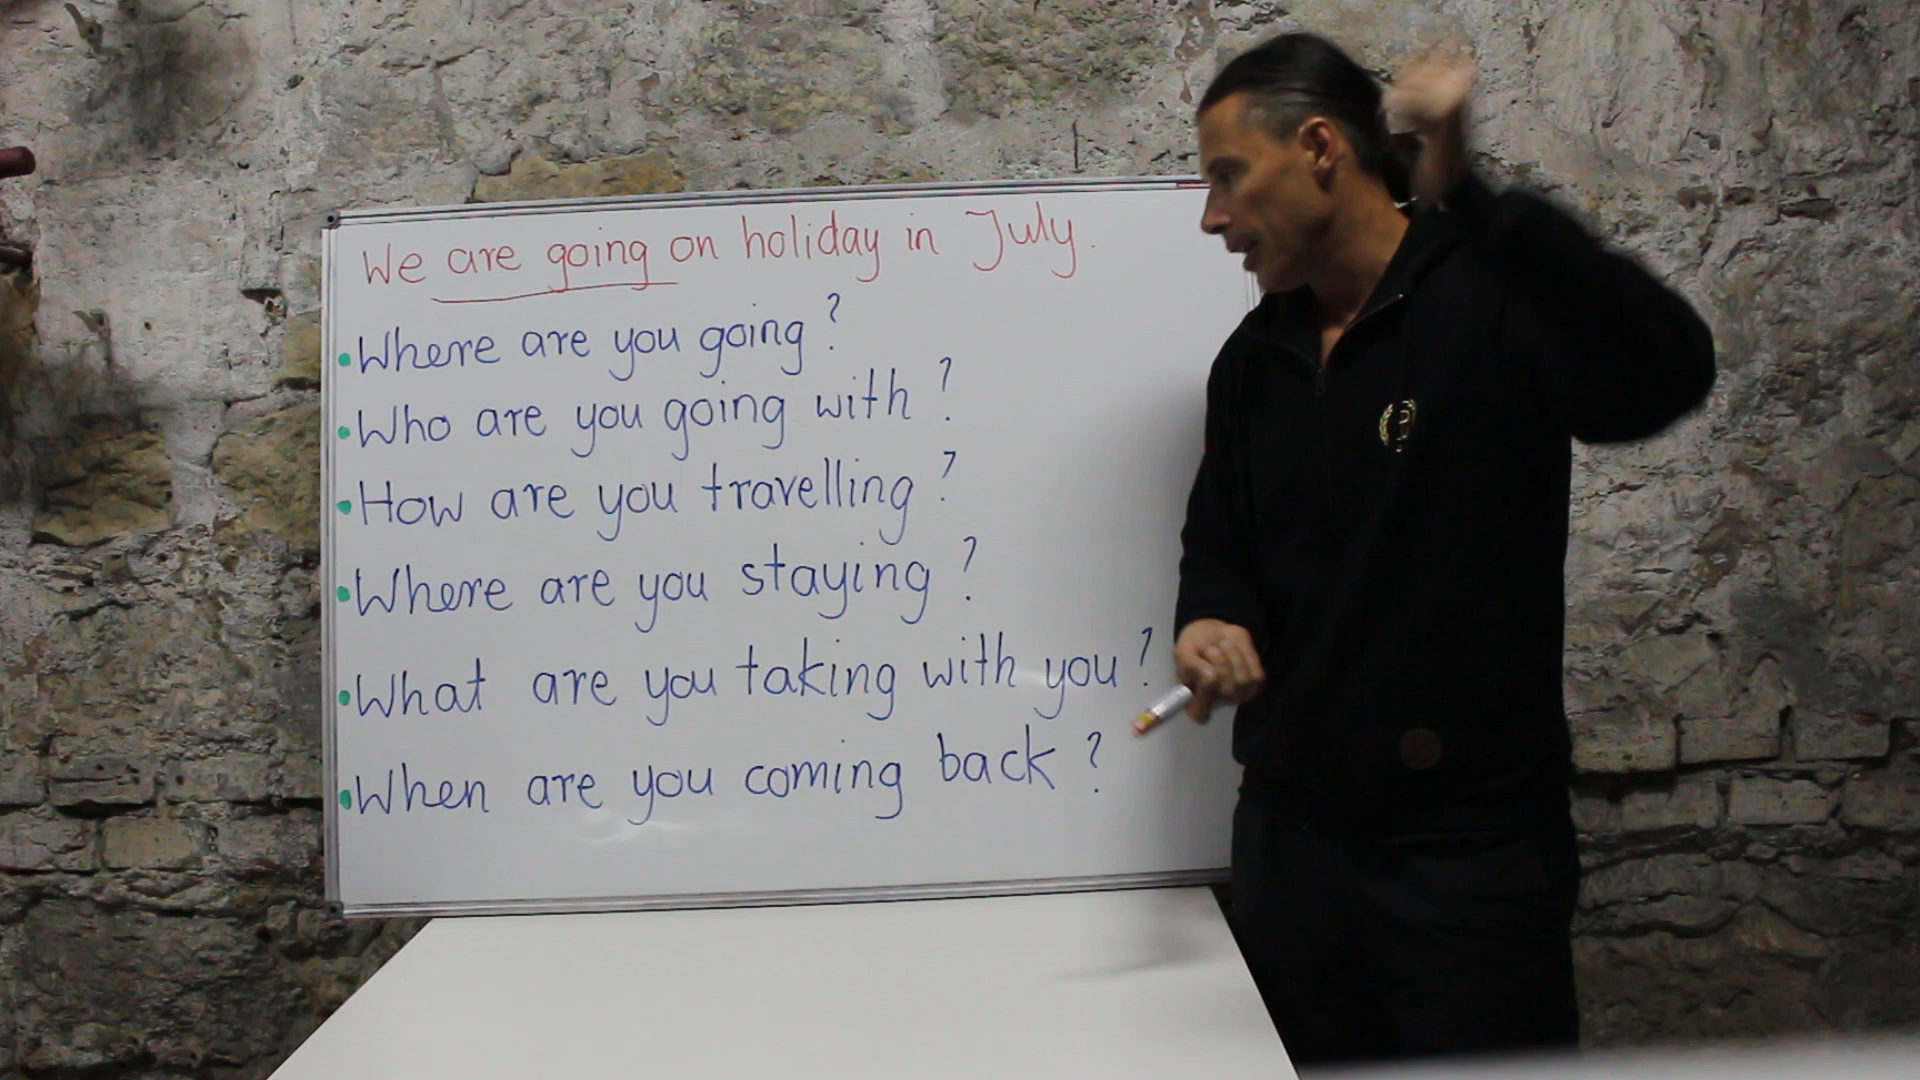 We are going on holiday in July.
•Where are you going?
•Who are you going with?
•How are you travelling?
•Where are you staying?
•What are you taking with you?
•When are you coming back?